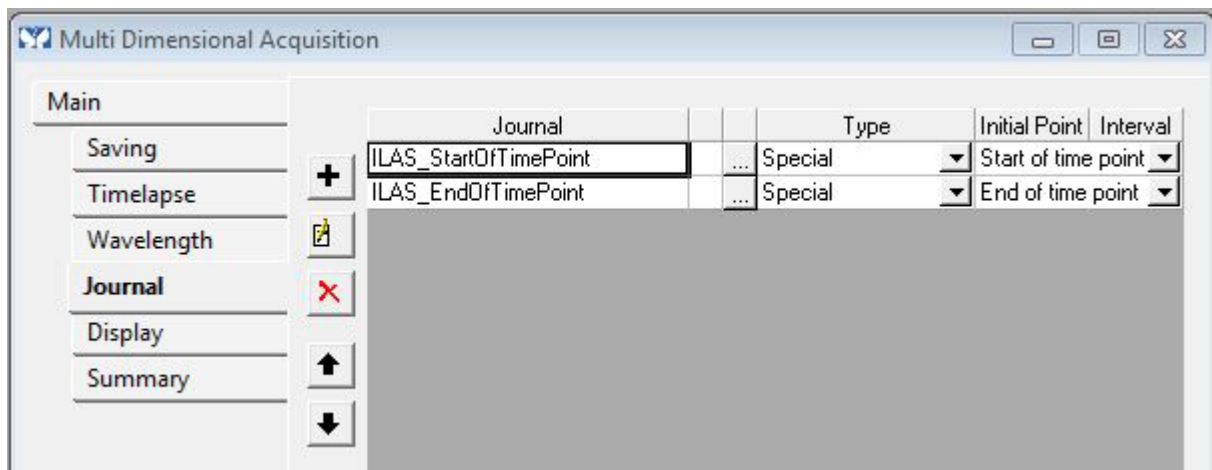 Multi Dimensional Acquisition
Main
Saving
Timelapse
Wavelength
Journal
Display
Summary
Journal Type Initial Point Interval
ILAS_StartOfTimePoint ... Special Start of time point
ILAS_EndOfTimePoint ... Special End of time point